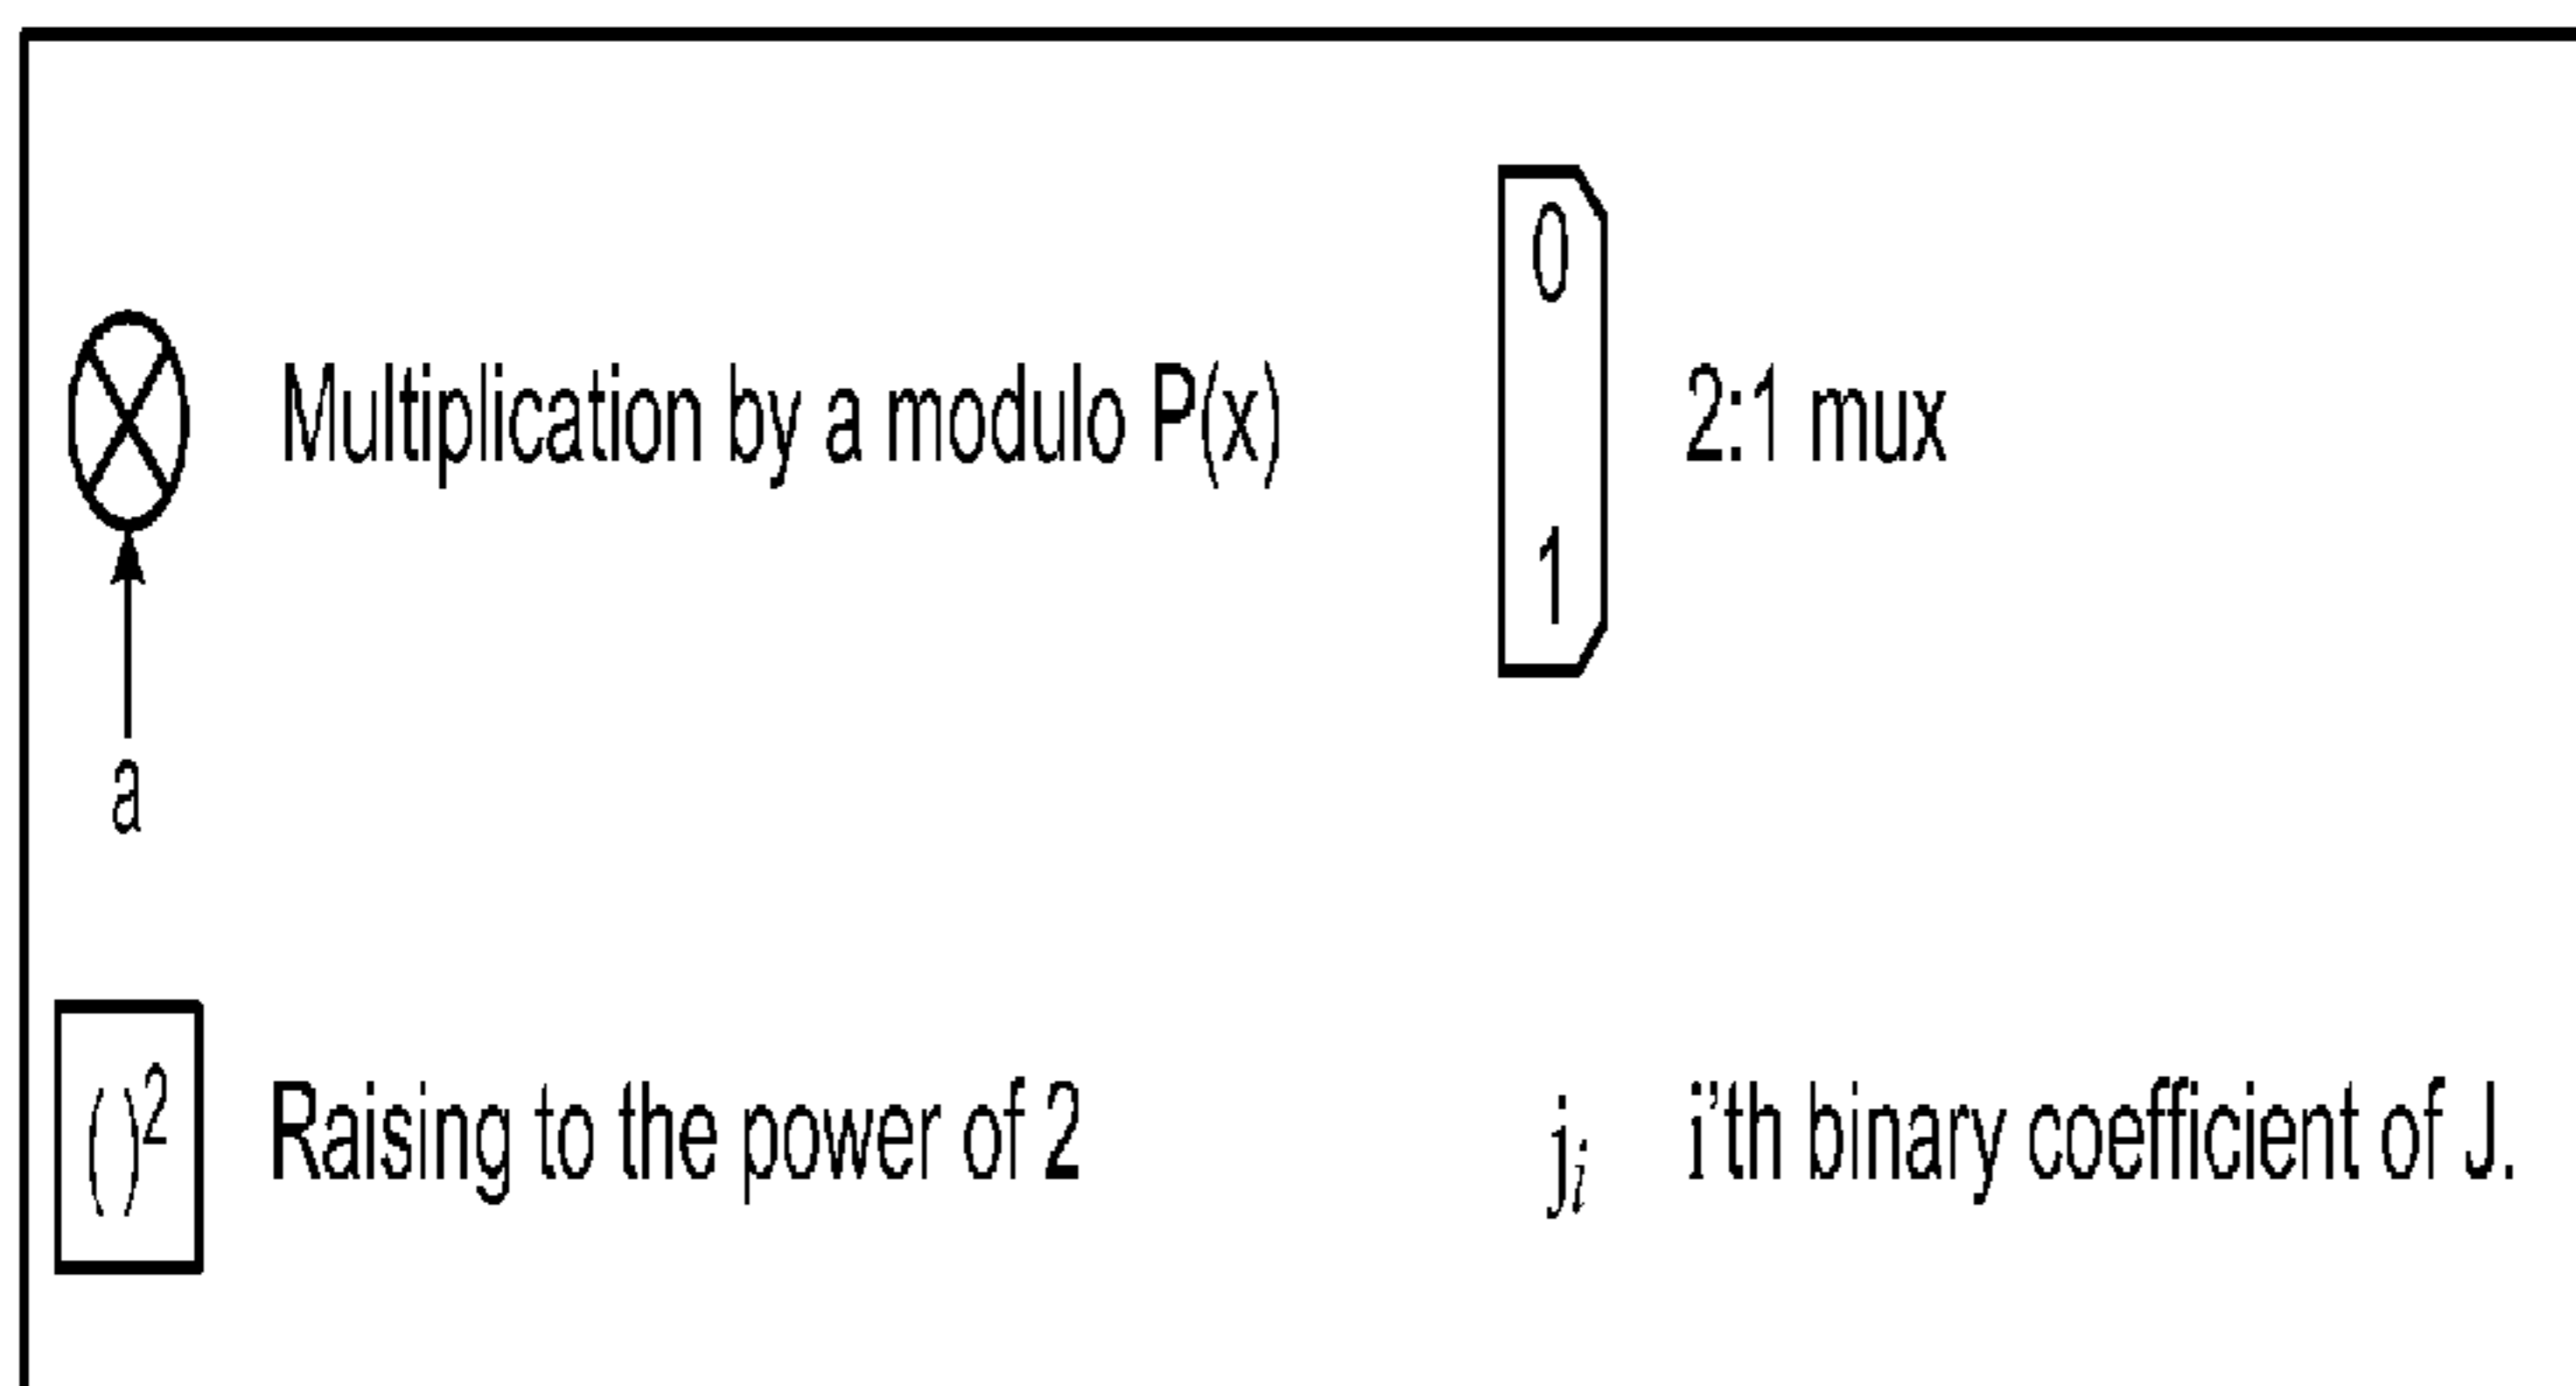 0
Multiplication by a modulo P(x)
2:1 mux
1
a
( )² Raising to the power of 2
jᵢ i’th binary coefficient of J.